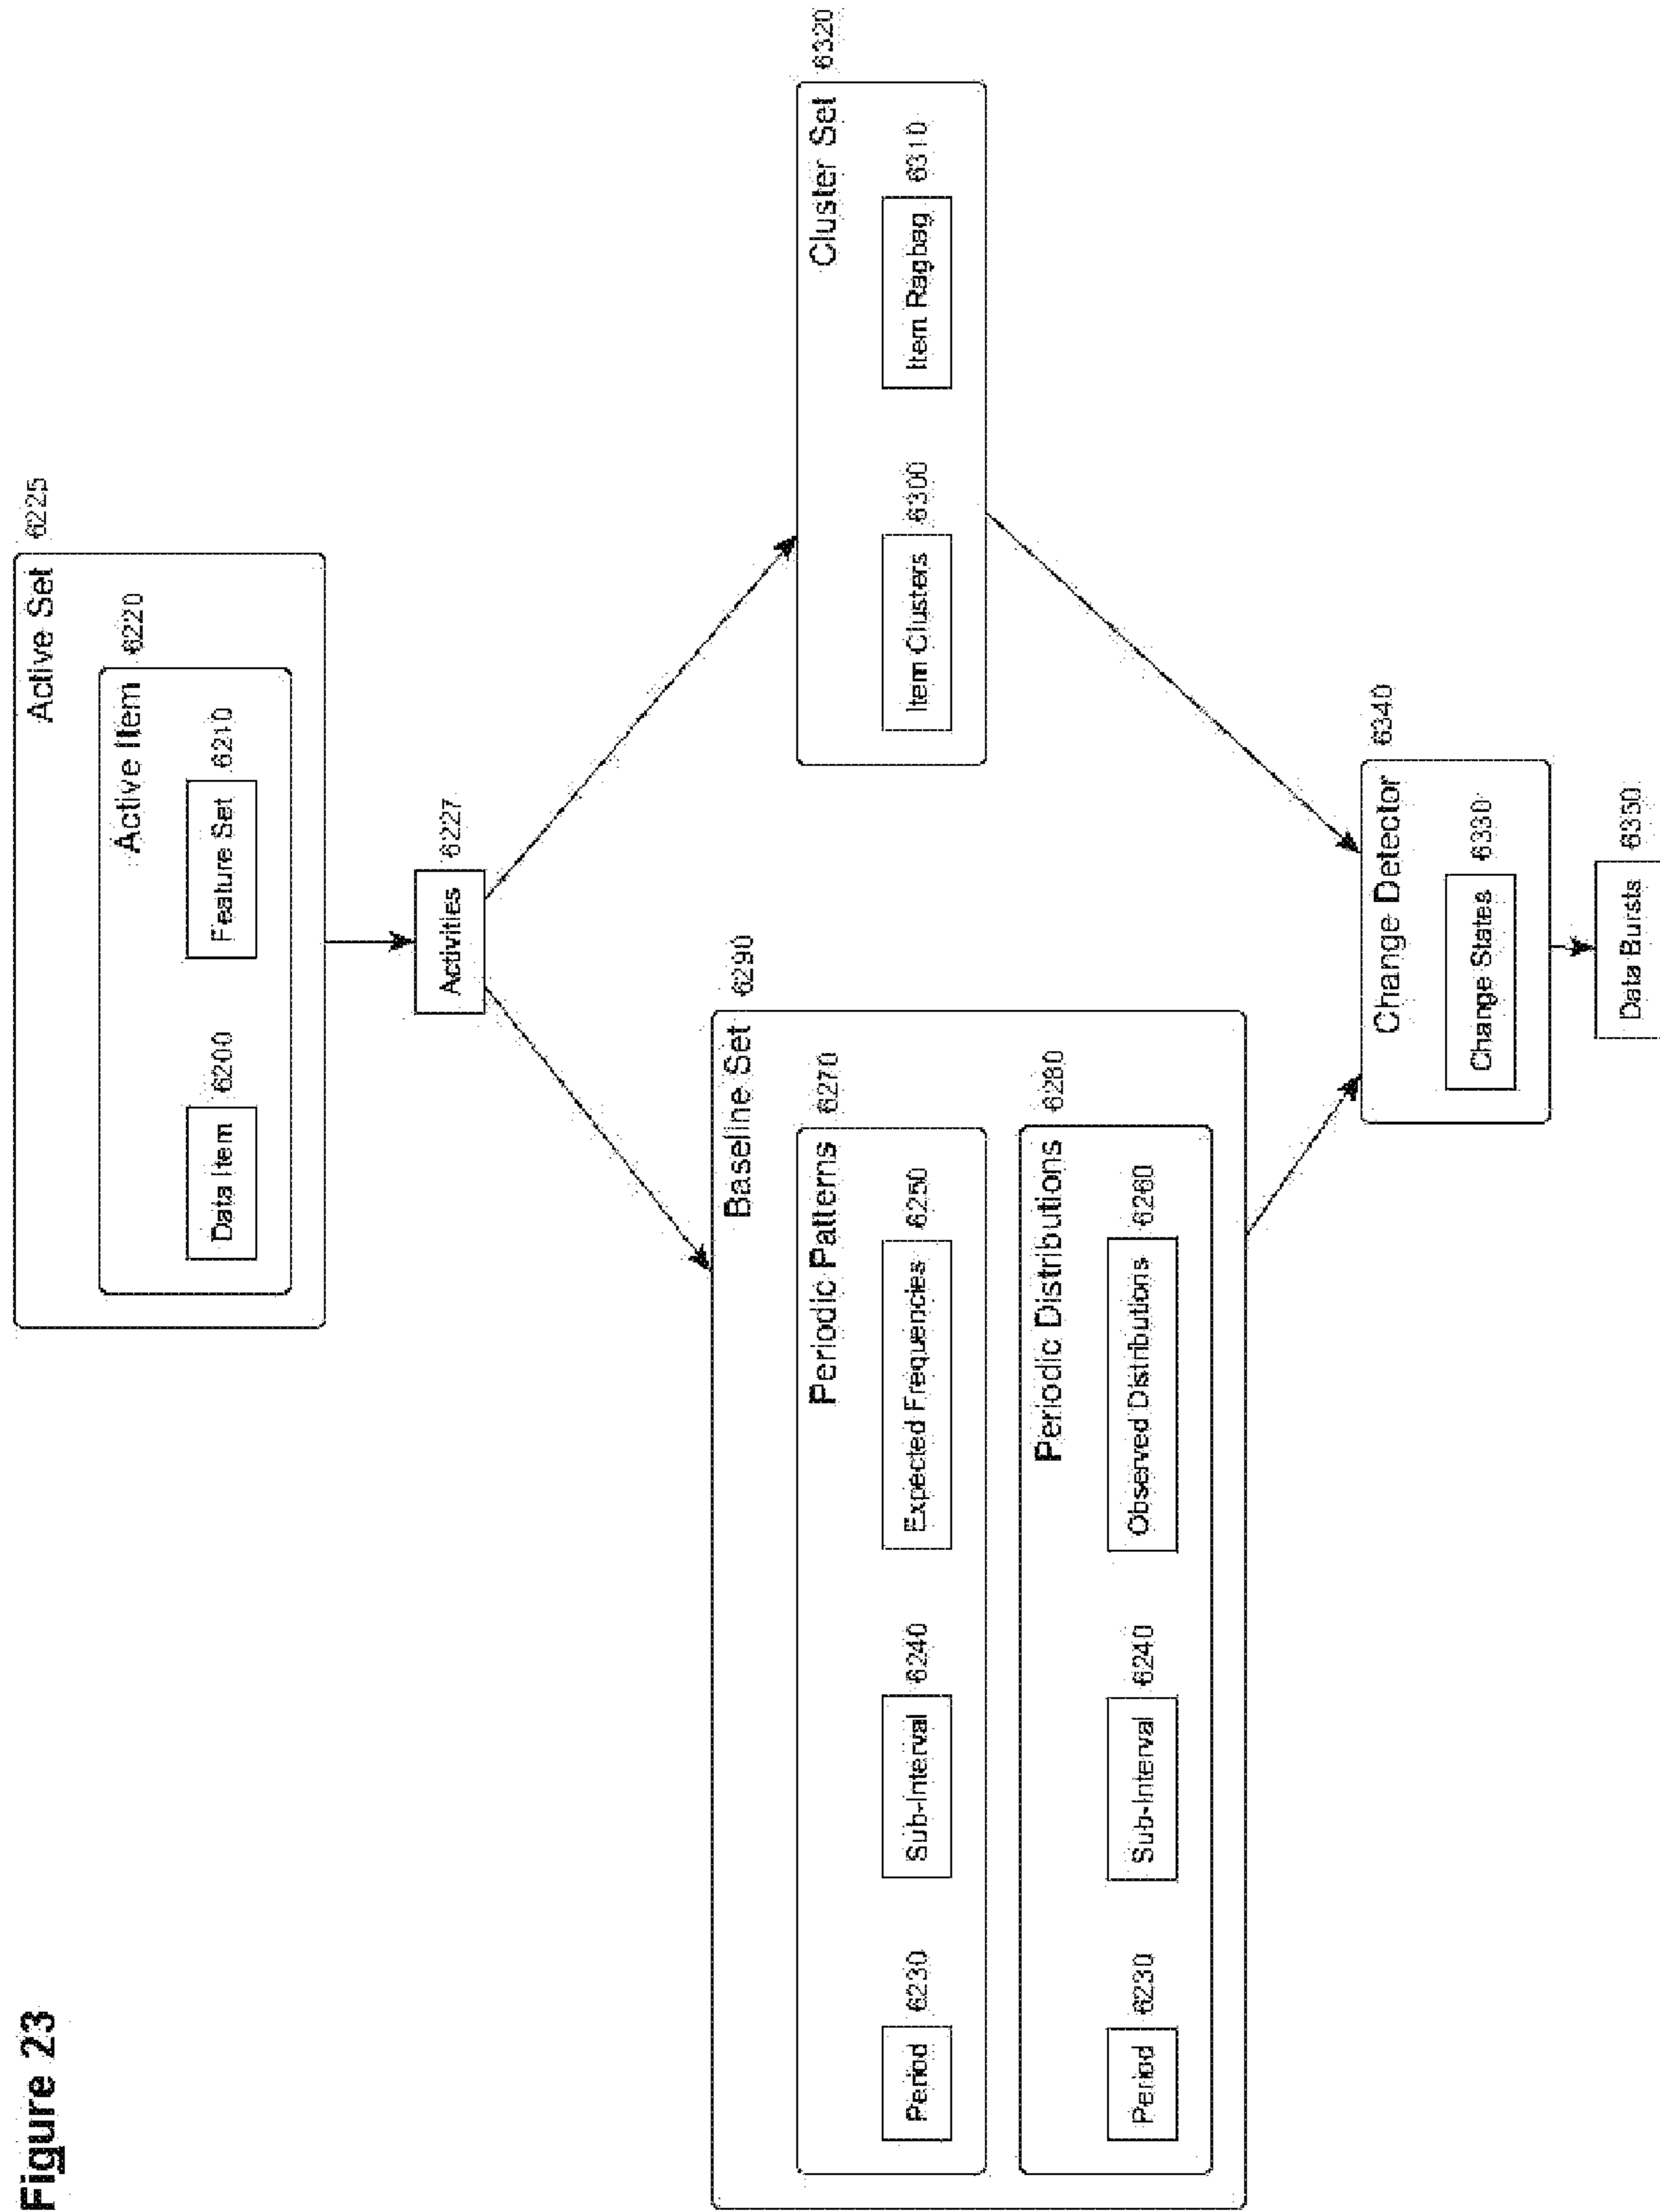 Figure 23
Active Set 6225
Active Item 6220
Data Item 6200
Feature Set 6210
Activities 6227
Baseline Set 6290
Periodic Patterns 6270
Period 6230
Sub-Interval 6240
Expected Frequencies 6250
Periodic Distributions 6280
Period 6230
Sub-Interval 6240
Observed Distributions 6260
Cluster Set 6320
Item Clusters 6300
Item Ragbag 6310
Change Detector 6340
Change States 6330
Data Bursts 6350